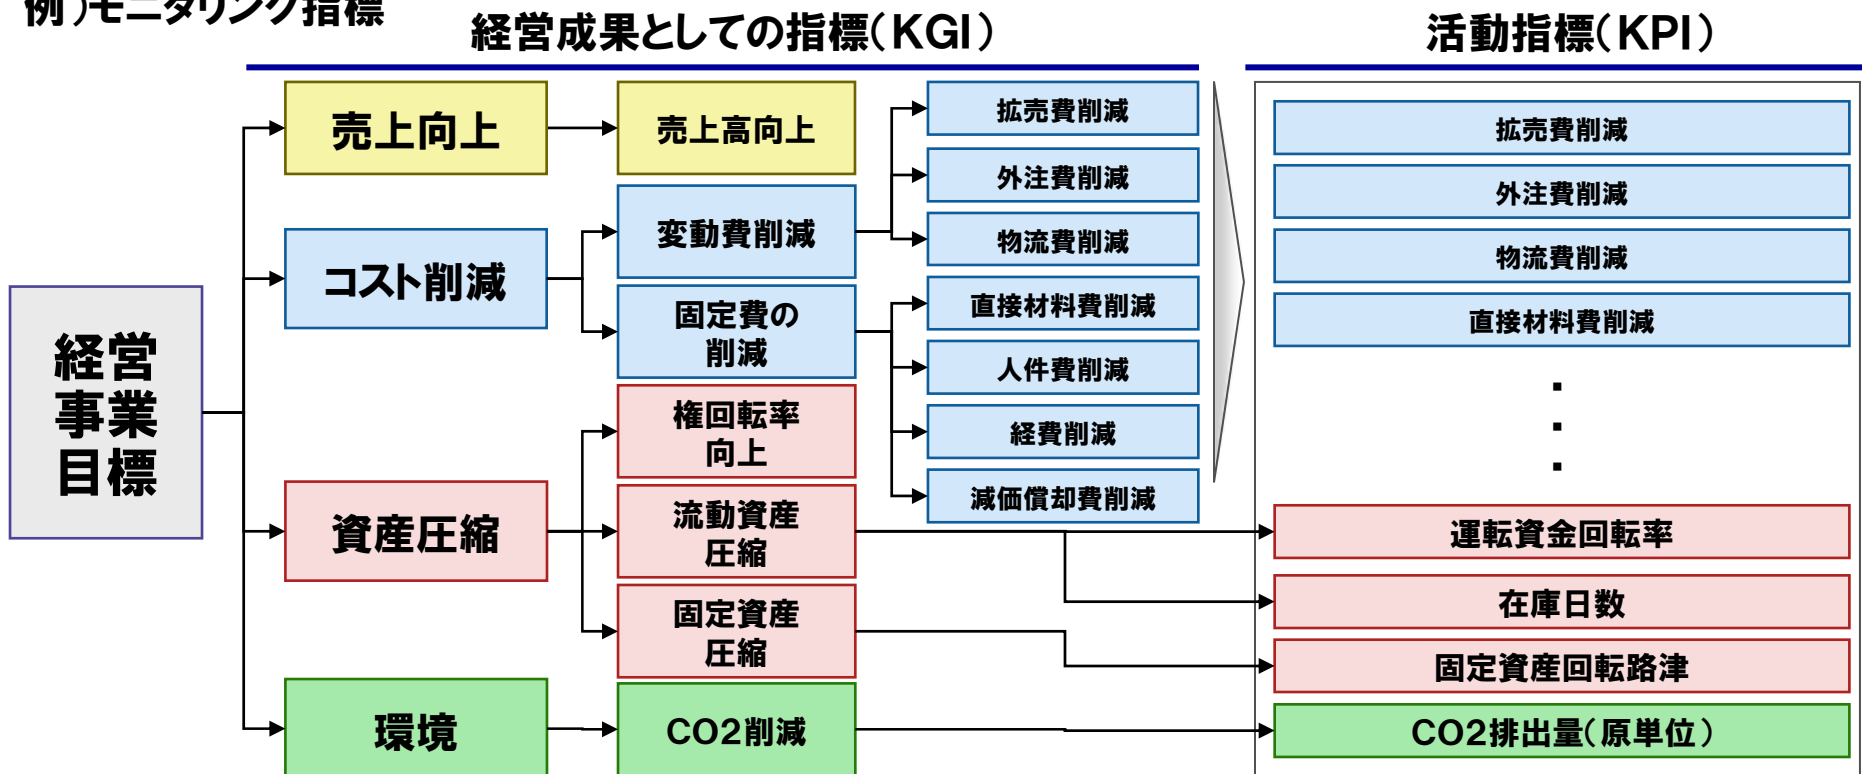 例）モニタリング指標
経営成果としての指標（KGI）
活動指標（KPI）
経営
事業
目標
売上向上
コスト削減
資産圧縮
環境
売上高向上
変動費削減
固定費の
削減
権回転率
向上
流動資産
圧縮
固定資産
圧縮
CO2削減
拡売費削減
外注費削減
物流費削減
直接材料費削減
人件費削減
経費削減
減価償却費削減
拡売費削減
外注費削減
物流費削減
直接材料費削減
・
・
・
運転資金回転率
在庫日数
固定資産回転路津
CO2排出量（原単位）